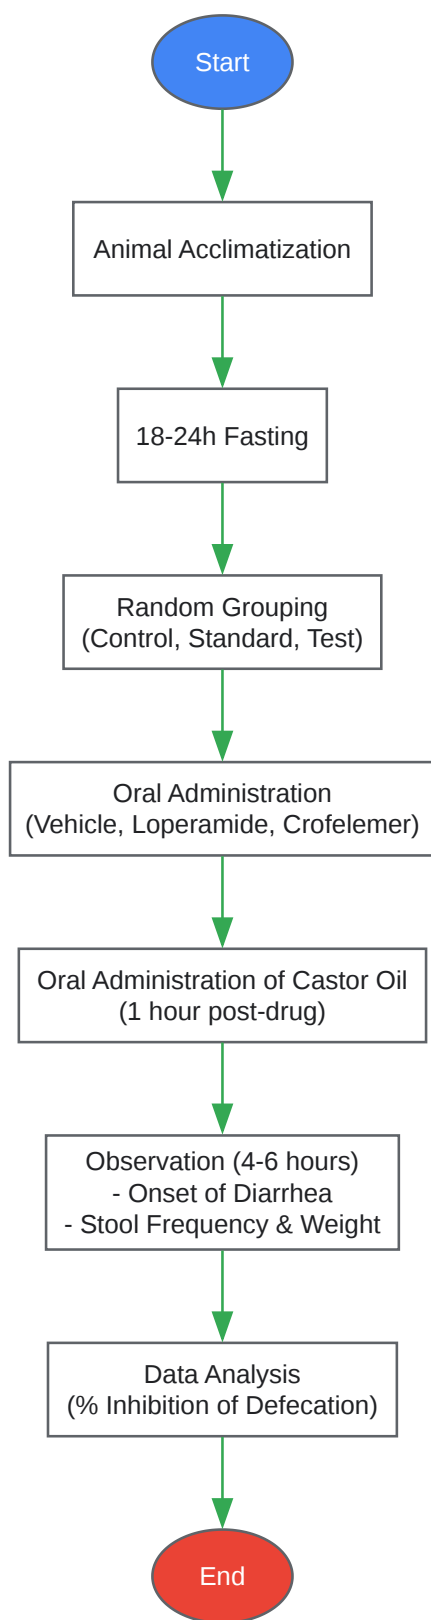 Start
Animal Acclimatization
18-24h Fasting
Random Grouping
(Control, Standard, Test)
Oral Administration
(Vehicle, Loperamide, Crofelemer)
Oral Administration of Castor Oil
(1 hour post-drug)
Observation (4-6 hours)
- Onset of Diarrhea
- Stool Frequency & Weight
Data Analysis
(% Inhibition of Defecation)
End